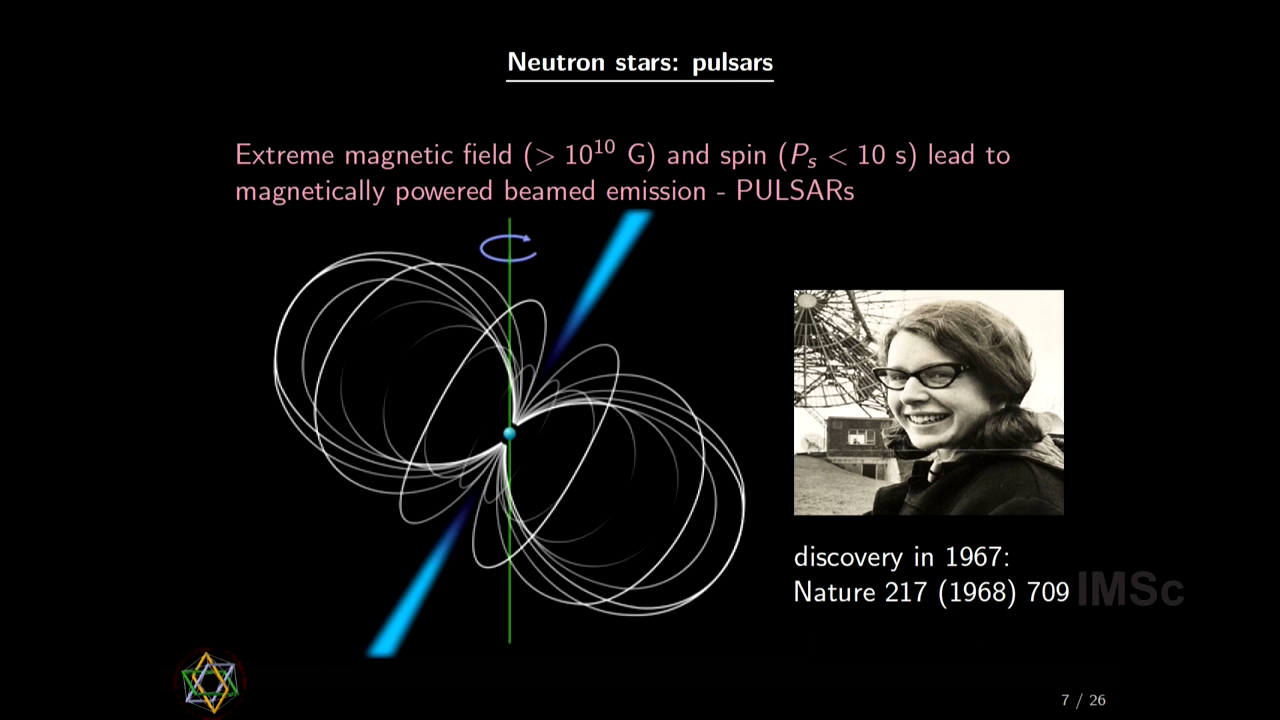 Neutron stars: pulsars
Extreme magnetic field (> 10¹⁰ G) and spin (Pₛ < 10 s) lead to
magnetically powered beamed emission - PULSARs
discovery in 1967:
Nature 217 (1968) 709
IMSc
7 / 26